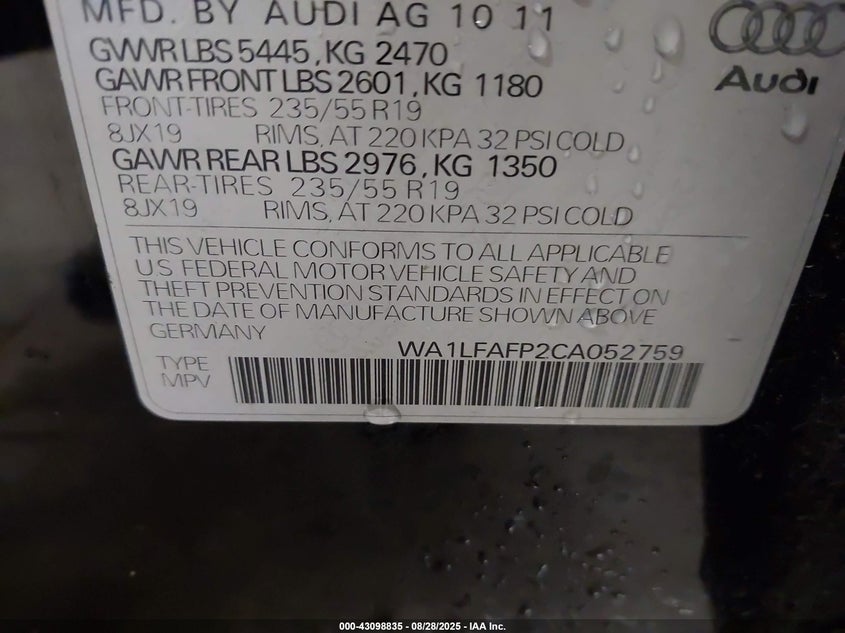 MFD. BY AUDI AG 10 11
GVWR LBS 5445, KG 2470
GAWR FRONT LBS 2601, KG 1180
FRONT-TIRES 235/55 R19
8JX19 RIMS, AT 220 KPA 32 PSI COLD
GAWR REAR LBS 2976, KG 1350
REAR-TIRES 235/55 R19
8JX19 RIMS, AT 220 KPA 32 PSI COLD
Audi
THIS VEHICLE CONFORMS TO ALL APPLICABLE
U.S. FEDERAL MOTOR VEHICLE SAFETY AND
THEFT PREVENTION STANDARDS IN EFFECT ON
THE DATE OF MANUFACTURE SHOWN ABOVE
GERMANY
WA1LFAFP2CA052759
TYPE
MPV
000-43098835 - 08/28/2025 - IAA Inc.